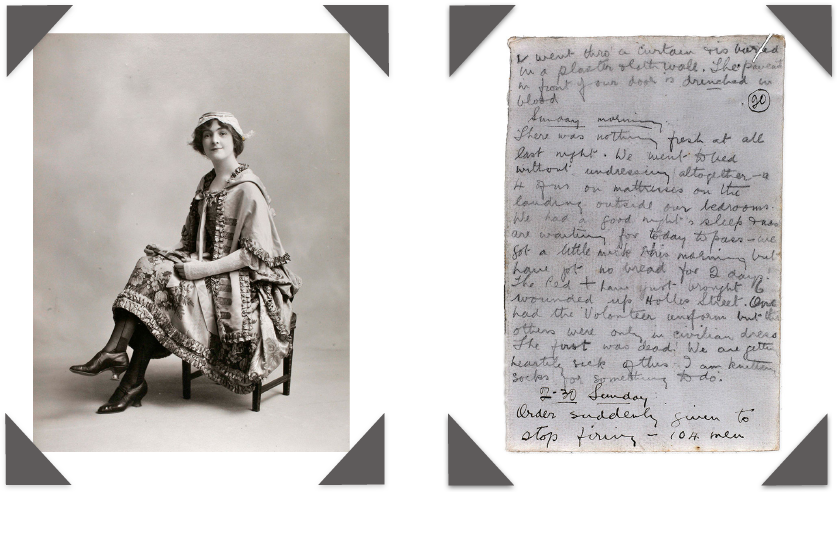 & went thro' a curtain & is buried
in a plaster & lath wall. The pavement
in front of our door is drenched in
blood
20
Sunday morning
There was nothing fresh at all
last night. We went to bed
without undressing altogether – a
4 of us on mattresses on the
landing outside our bedrooms.
We had a good night's sleep & now
are waiting for today to pass – we
got a little milk this morning but
have got no bread for 2 days.
The Red + have just brought 6
wounded up Holles Street. One
had the Volunteer uniform but the
others were only in civilian dress
The first was dead. We are getting
heartily sick of this. I am knitting
socks for something to do.
2-30 Sunday
Order suddenly given to
stop firing – 104 men